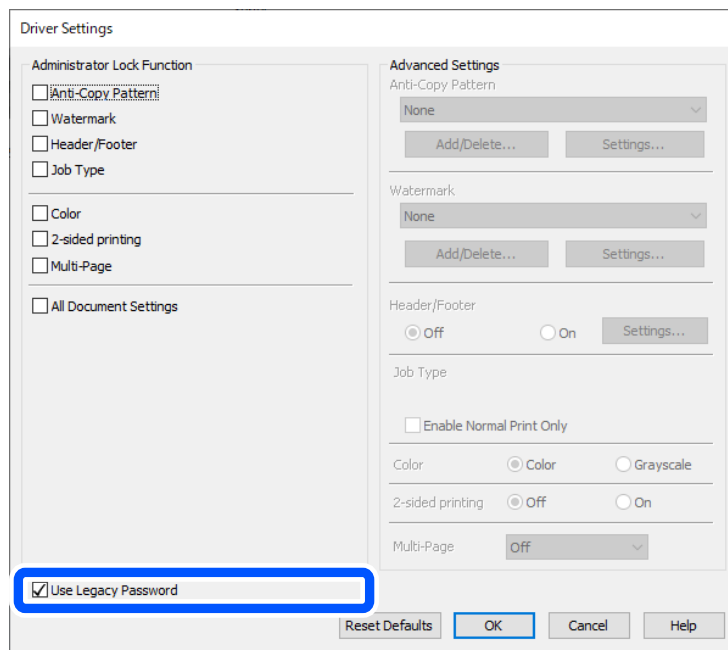 Driver Settings
Administrator Lock Function
Anti-Copy Pattern
Watermark
Header/Footer
Job Type
Color
2-sided printing
Multi-Page
All Document Settings
Use Legacy Password
Advanced Settings
Anti-Copy Pattern
None
Add/Delete... Settings...
Watermark
None
Add/Delete... Settings...
Header/Footer
Off On Settings...
Job Type
Enable Normal Print Only
Color Color Grayscale
2-sided printing Off On
Multi-Page Off
Reset Defaults OK Cancel Help